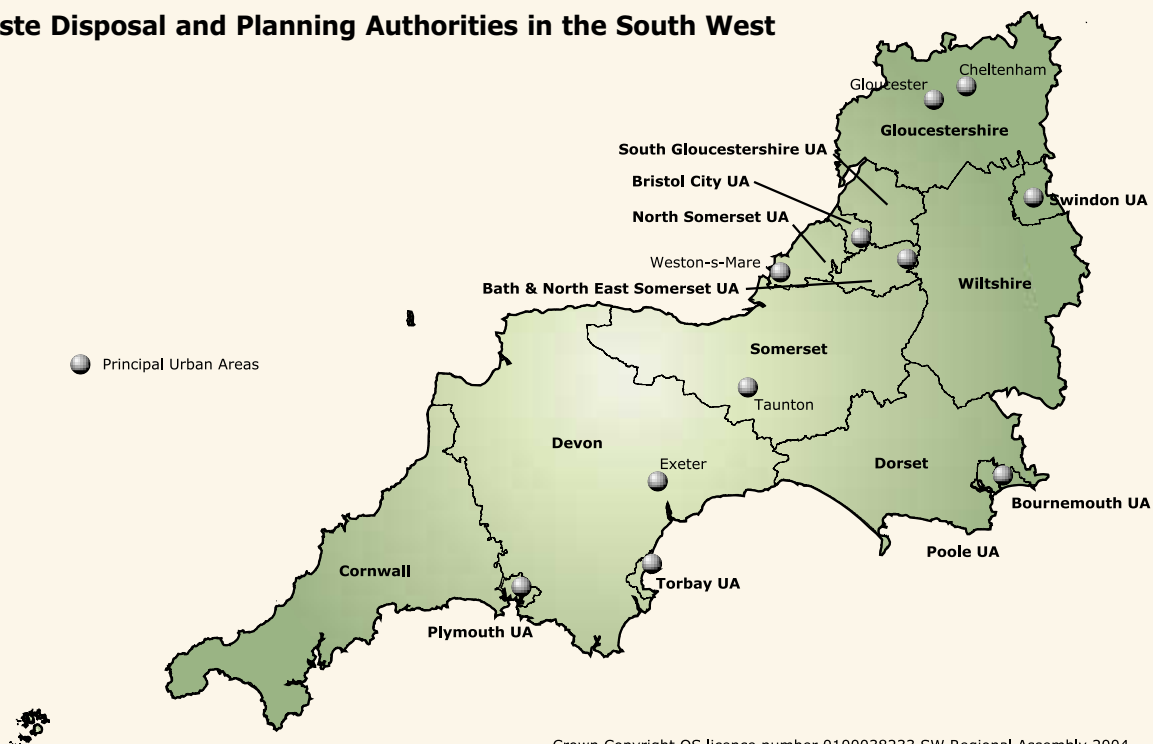 ste Disposal and Planning Authorities in the South West
Cheltenham
Gloucester
Gloucestershire
South Gloucestershire UA
Bristol City UA
Swindon UA
North Somerset UA
Weston-s-Mare
Wiltshire
Bath & North East Somerset UA
Somerset
Principal Urban Areas
Taunton
Devon
Exeter
Dorset
Bournemouth UA
Poole UA
Cornwall
Torbay UA
Plymouth UA